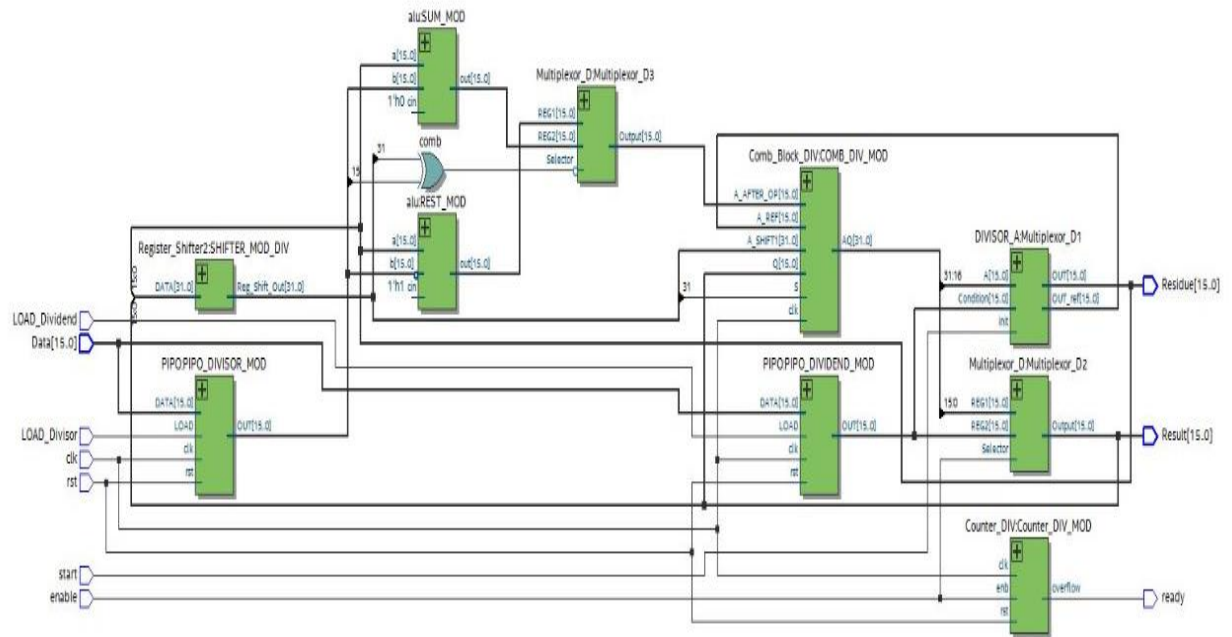 alu:SUM_MOD
a[15..0]
b[15..0]
1'h0 cin
out[15..0]
Multiplexor_D:Multiplexor_D3
REG1[15..0]
REG2[15..0]
Selector
Output[15..0]
comb
31
15
alu:REST_MOD
a[15..0]
b[15..0]
1'h1 cin
out[15..0]
Register_Shifter2:SHIFTER_MOD_DIV
DATA[31..0]
Reg_Shift_Out[31..0]
15:0
15:0
Comb_Block_DIV:COMB_DIV_MOD
A_AFTER_OP[15..0]
A_REF[15..0]
A_SHIFT1[31..0]
Q[15..0]
S
clk
AQ[31..0]
31
DIVISOR_A:Multiplexor_D1
A[15..0]
Condition[15..0]
init
OUT[15..0]
OUT_ref[15..0]
31:16
Residue[15..0]
LOAD_Dividend
Data[15..0]
PIPO:PIPO_DIVISOR_MOD
DATA[15..0]
LOAD
clk
rst
OUT[15..0]
LOAD_Divisor
clk
rst
PIPO:PIPO_DIVIDEND_MOD
DATA[15..0]
LOAD
clk
rst
OUT[15..0]
Multiplexor_D:Multiplexor_D2
15:0
REG1[15..0]
REG2[15..0]
Selector
Output[15..0]
Result[15..0]
start
enable
Counter_DIV:Counter_DIV_MOD
clk
enb
rst
overflow
ready